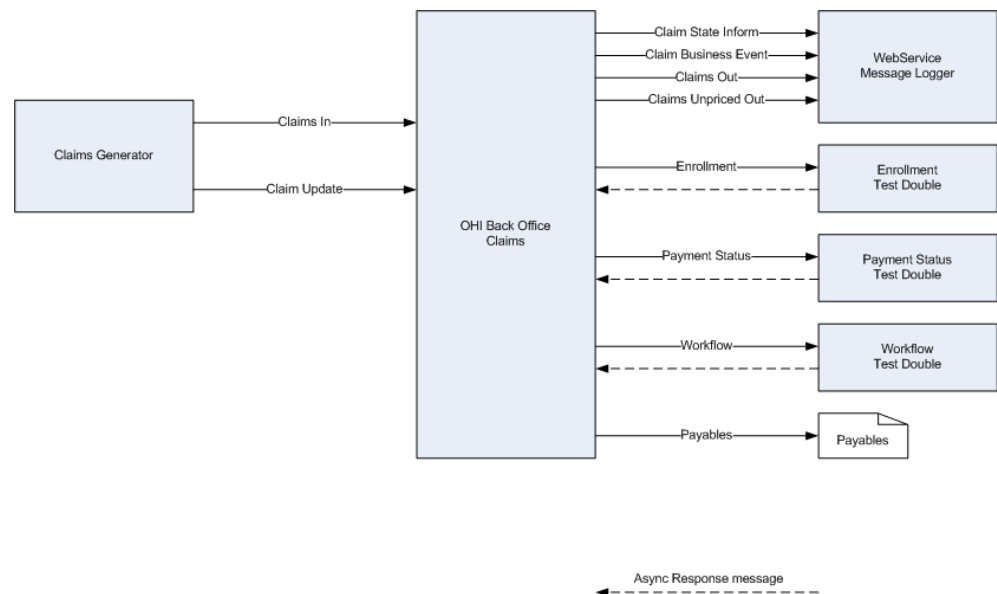 Claim State Inform
Claim Business Event
Claims Out
Claims Unpriced Out
WebService
Message Logger
Claims Generator
Claims In
Claim Update
OHI Back Office
Claims
Enrollment
Enrollment
Test Double
Payment Status
Payment Status
Test Double
Workflow
Workflow
Test Double
Payables
Payables
Async Response message